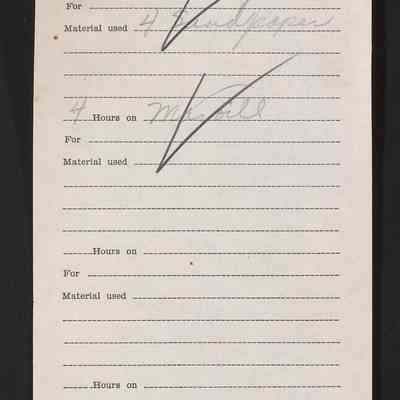 For
Material used 4 Sandpaper
4 Hours on
For
Material used
Hours on
For
Material used
Hours on